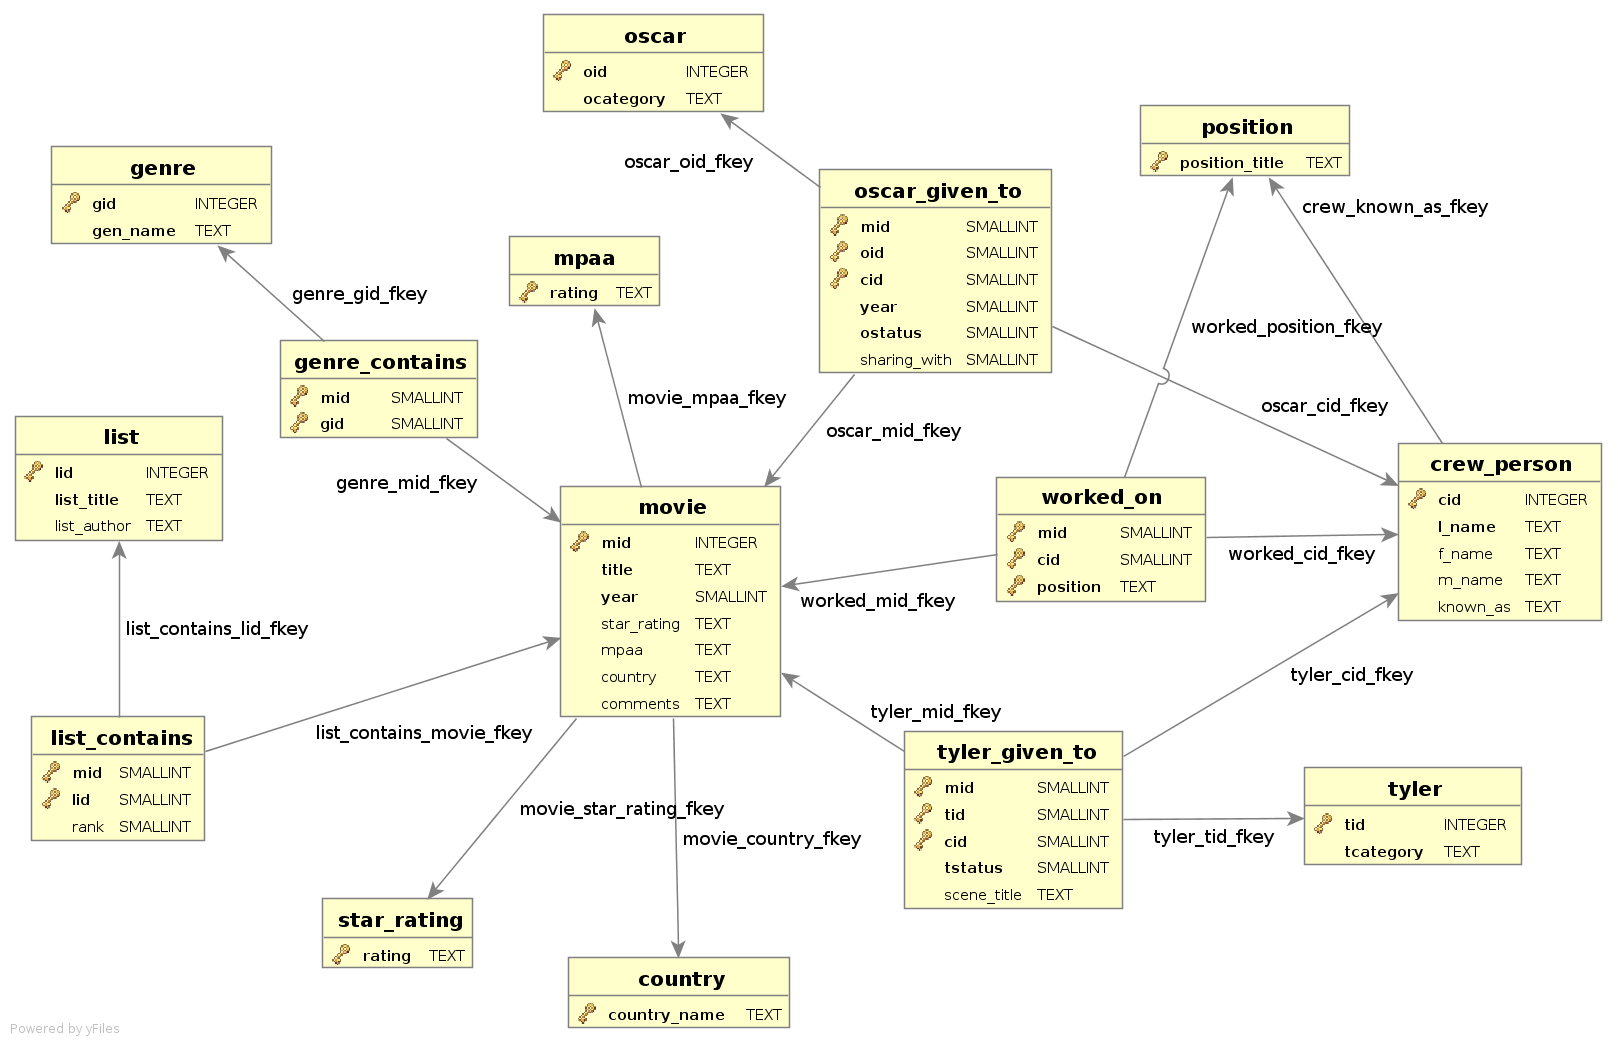 oscar
oid INTEGER
ocategory TEXT
oscar_oid_fkey
position
position_title TEXT
crew_known_as_fkey
genre
gid INTEGER
gen_name TEXT
genre_gid_fkey
oscar_given_to
mid SMALLINT
oid SMALLINT
cid SMALLINT
year SMALLINT
ostatus SMALLINT
sharing_with SMALLINT
mpaa
rating TEXT
worked_position_fkey
genre_contains
mid SMALLINT
gid SMALLINT
movie_mpaa_fkey
oscar_mid_fkey
oscar_cid_fkey
list
lid INTEGER
list_title TEXT
list_author TEXT
genre_mid_fkey
movie
mid INTEGER
title TEXT
year SMALLINT
star_rating TEXT
mpaa TEXT
country TEXT
comments TEXT
worked_on
mid SMALLINT
cid SMALLINT
position TEXT
crew_person
cid INTEGER
l_name TEXT
f_name TEXT
m_name TEXT
known_as TEXT
worked_cid_fkey
worked_mid_fkey
list_contains_lid_fkey
tyler_cid_fkey
tyler_mid_fkey
list_contains_movie_fkey
list_contains
mid SMALLINT
lid SMALLINT
rank SMALLINT
tyler_given_to
mid SMALLINT
tid SMALLINT
cid SMALLINT
tstatus SMALLINT
scene_title TEXT
tyler
tid INTEGER
tcategory TEXT
movie_star_rating_fkey
movie_country_fkey
tyler_tid_fkey
star_rating
rating TEXT
country
country_name TEXT
Powered by yFiles